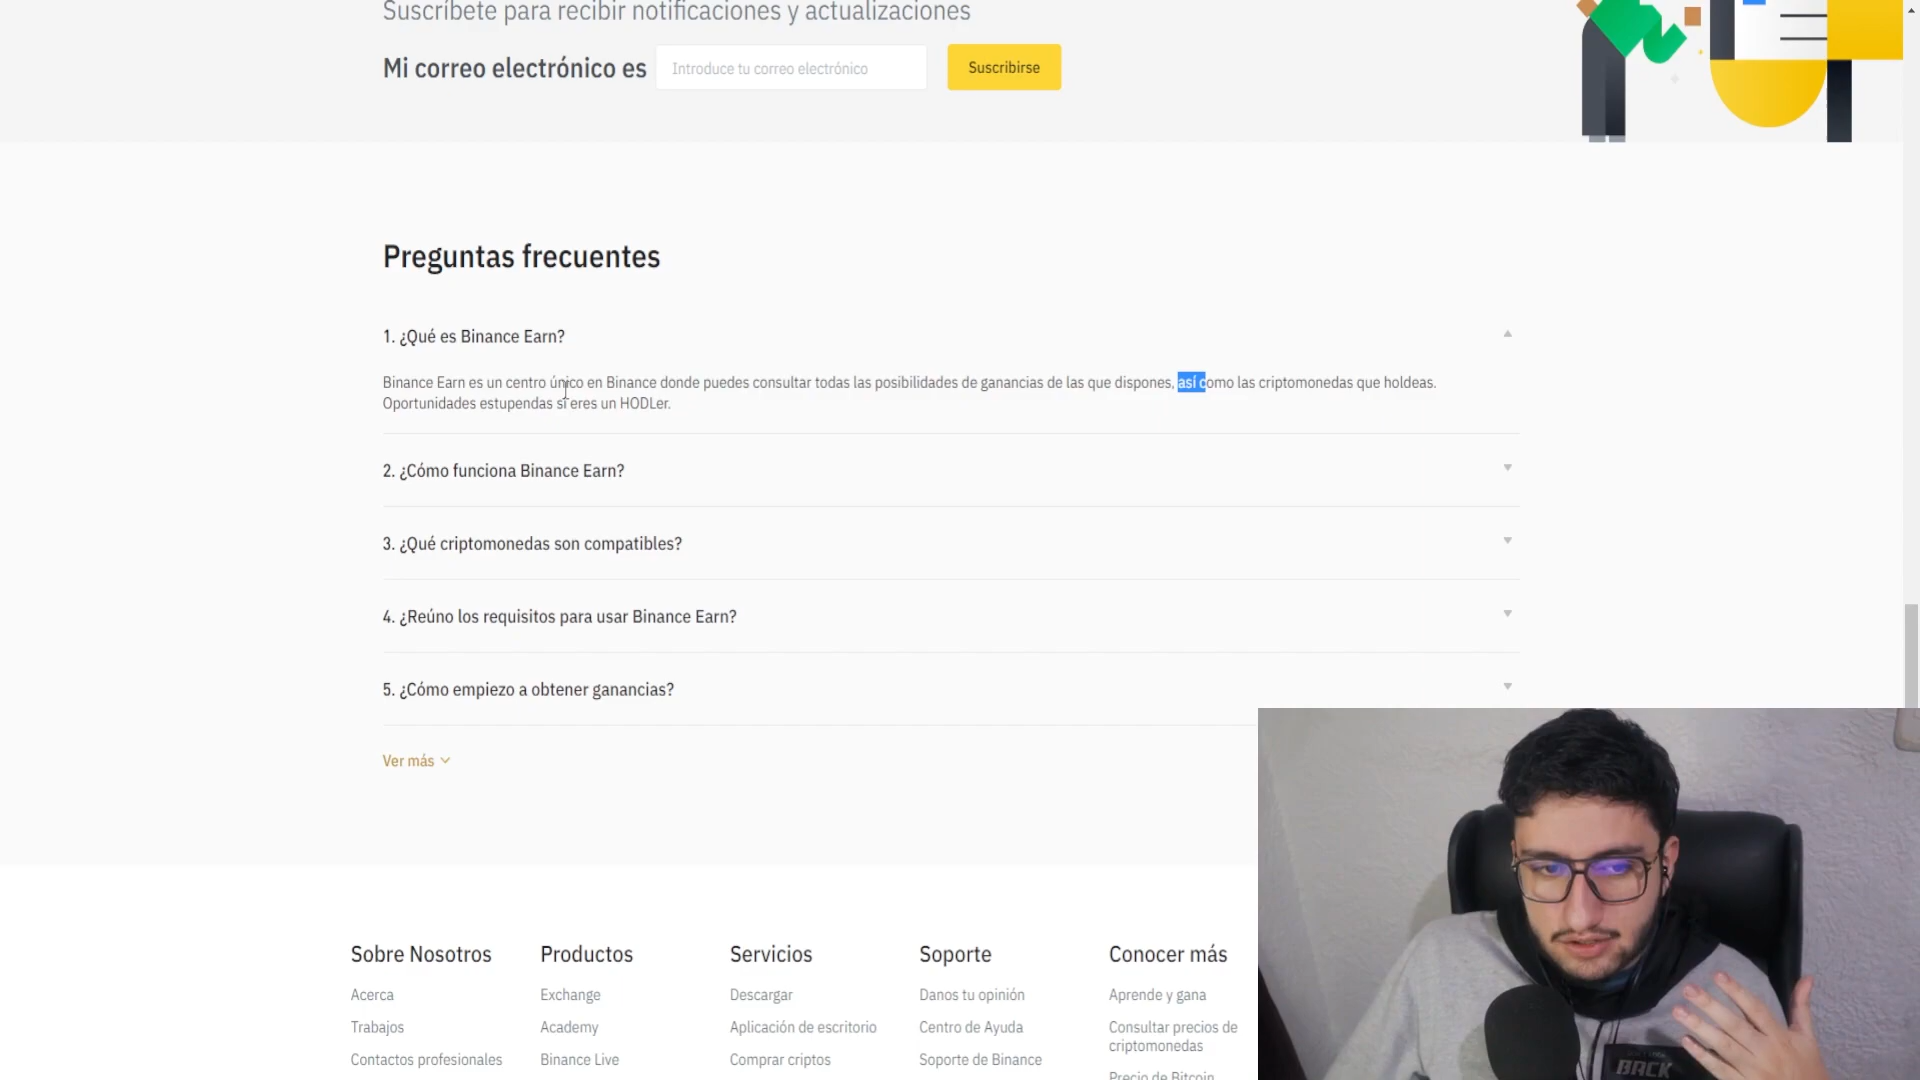 Suscríbete para recibir notificaciones y actualizaciones
Mi correo electrónico es
Introduce tu correo electrónico
Suscribirse
Preguntas frecuentes
1. ¿Qué es Binance Earn?
Binance Earn es un centro único en Binance donde puedes consultar todas las posibilidades de ganancias de las que dispones, así como las criptomonedas que holdeas.
Oportunidades estupendas si eres un HODLer.
2. ¿Cómo funciona Binance Earn?
3. ¿Qué criptomonedas son compatibles?
4. ¿Reúno los requisitos para usar Binance Earn?
5. ¿Cómo empiezo a obtener ganancias?
Ver más
Sobre Nosotros
Acerca
Trabajos
Contactos profesionales
Productos
Exchange
Academy
Binance Live
Servicios
Descargar
Aplicación de escritorio
Comprar criptos
Soporte
Danos tu opinión
Centro de Ayuda
Soporte de Binance
Conocer más
Aprende y gana
Consultar precios de
criptomonedas
Precio de Bitcoin
BACK